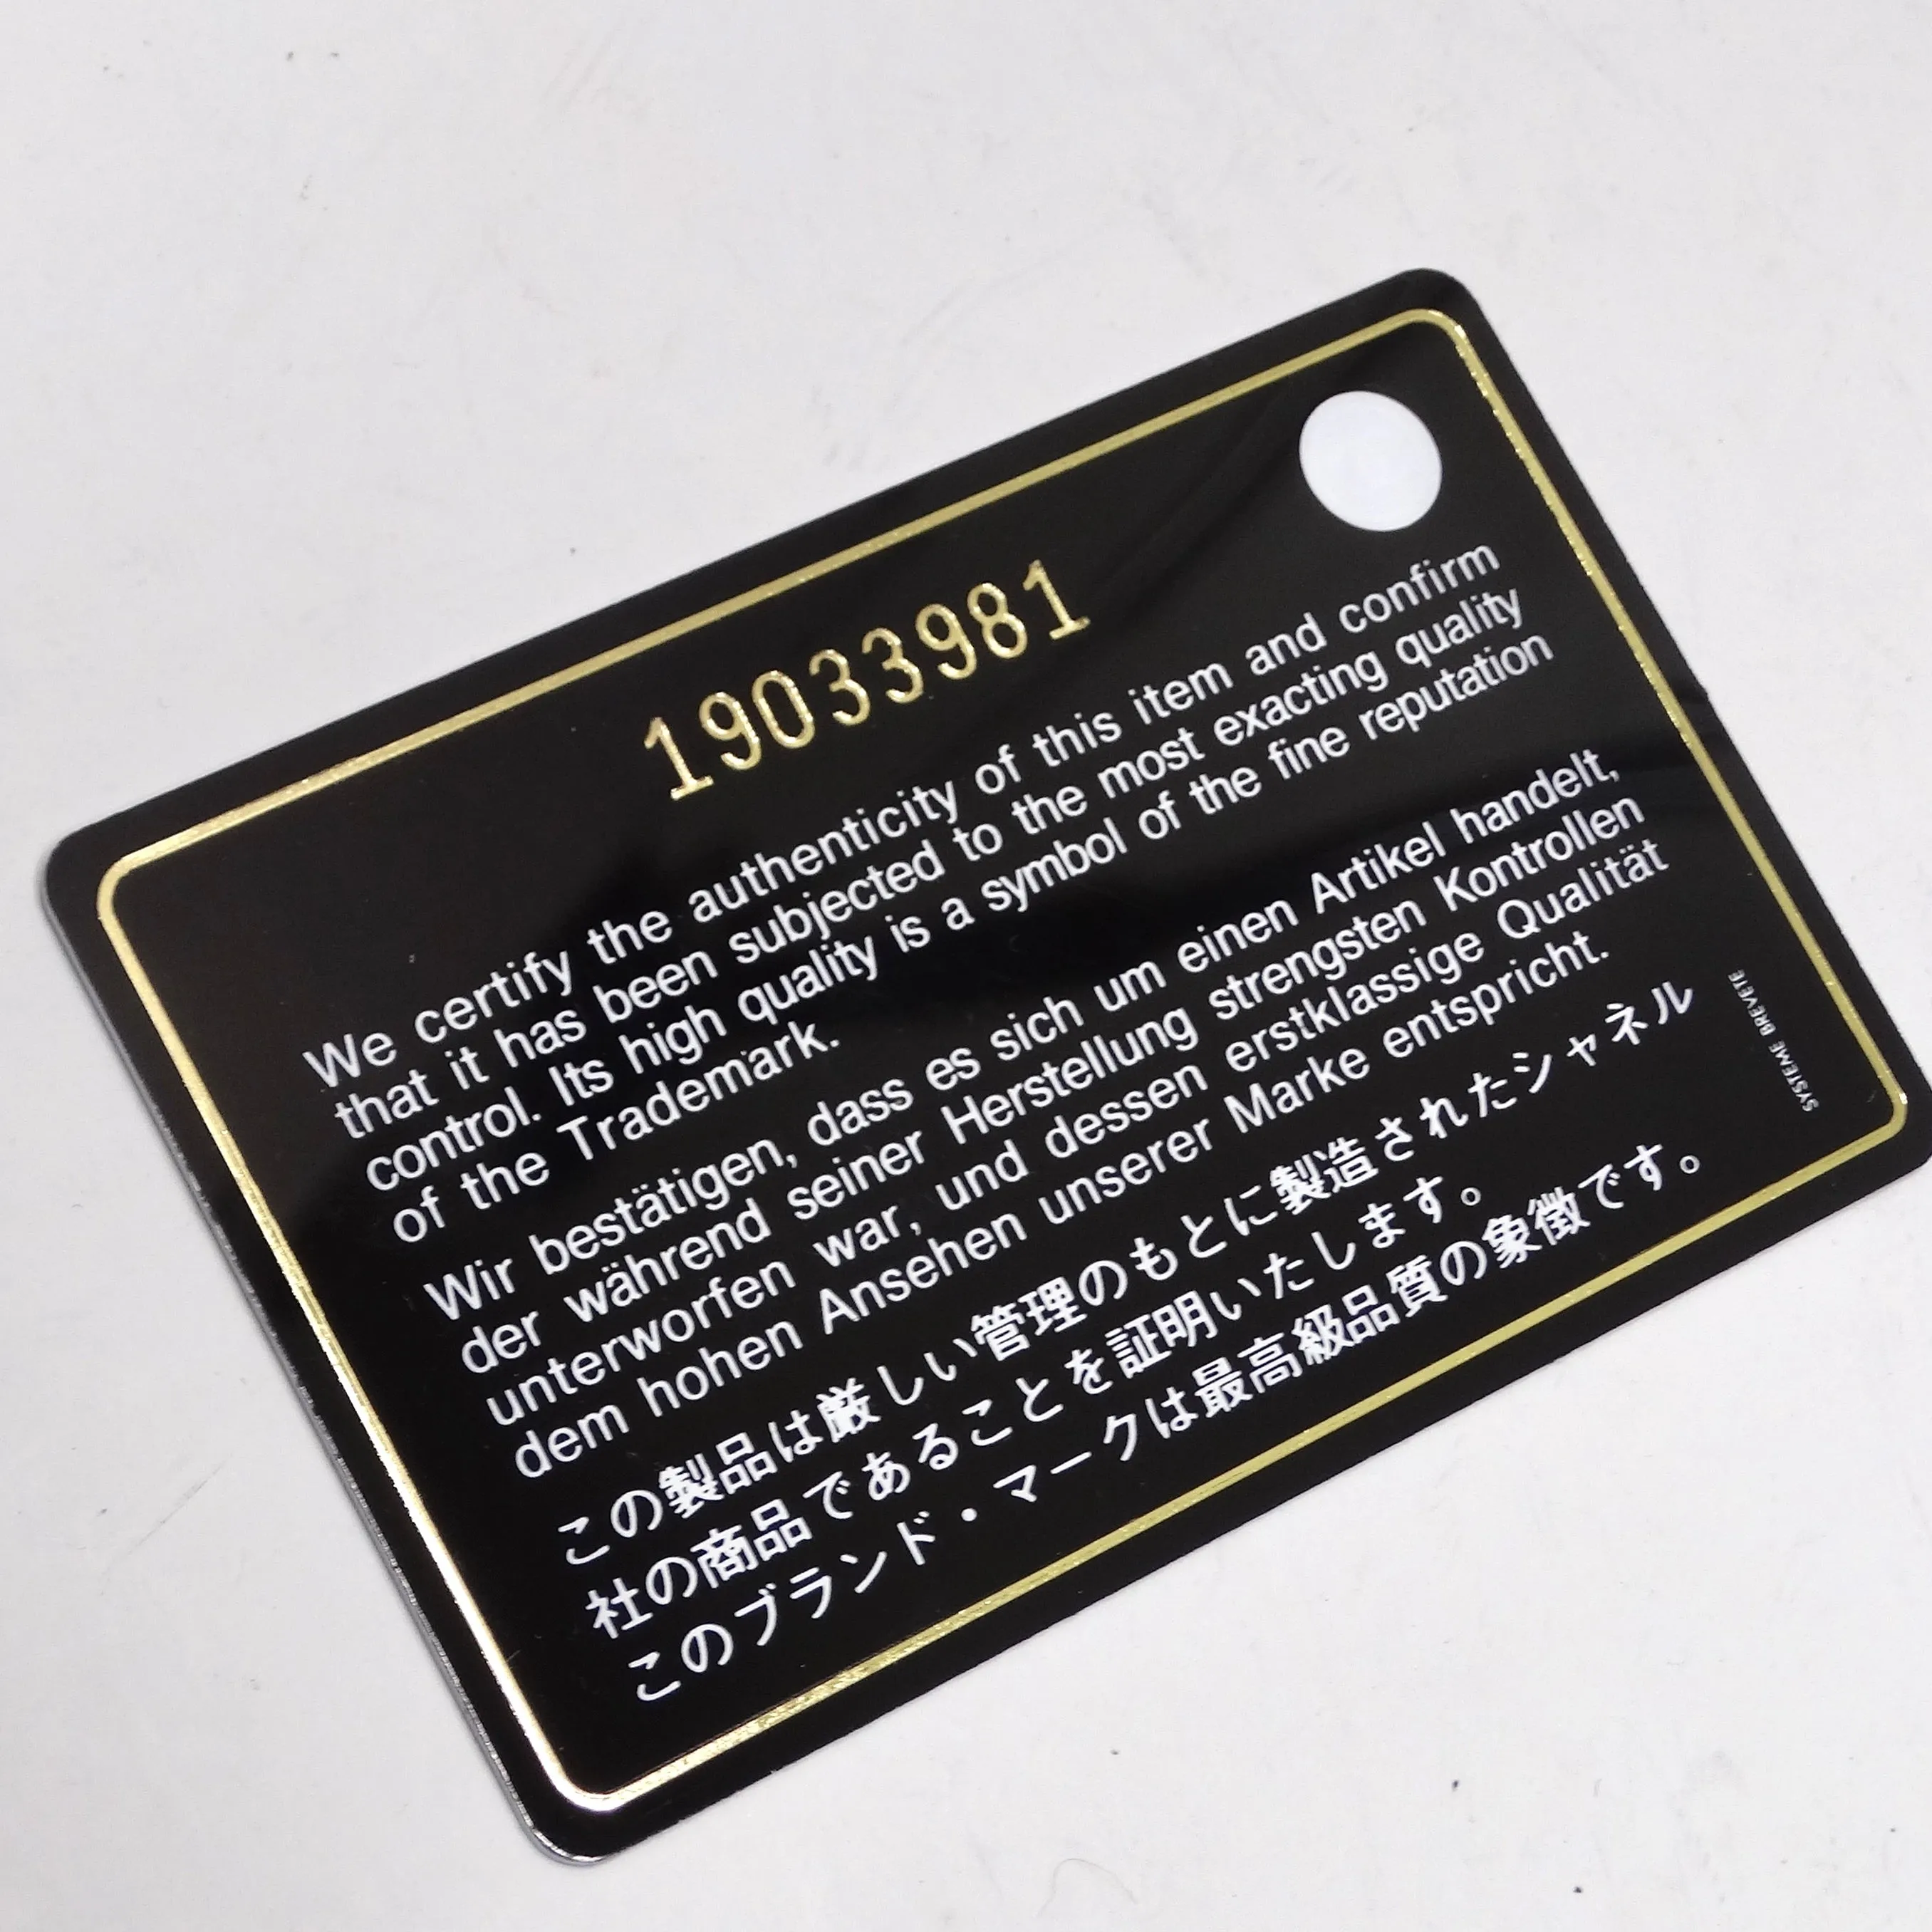 19033981
We certify the authenticity of this item and confirm
that it has been subjected to the most exacting quality
control. Its high quality is a symbol of the fine reputation
of the Trademark.
Wir bestätigen, dass es sich um einen Artikel handelt,
der während seiner Herstellung strengsten Kontrollen
unterworfen war, und dessen erstklassige Qualität
dem hohen Ansehen unserer Marke entspricht.
この製品は厳しい管理のもとに製造されたシャネル
社の商品であることを証明いたします。
このブランド・マークは最高級品質の象徴です。
SYSTEME BREVETE